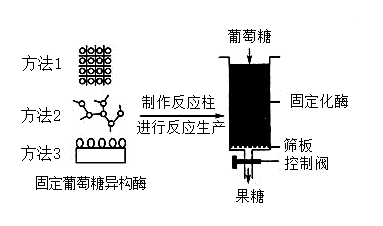 方法1
方法2
方法3
固定葡萄糖异构酶
制作反应柱
进行反应生产
葡萄糖
固定化酶
筛板
控制阀
果糖